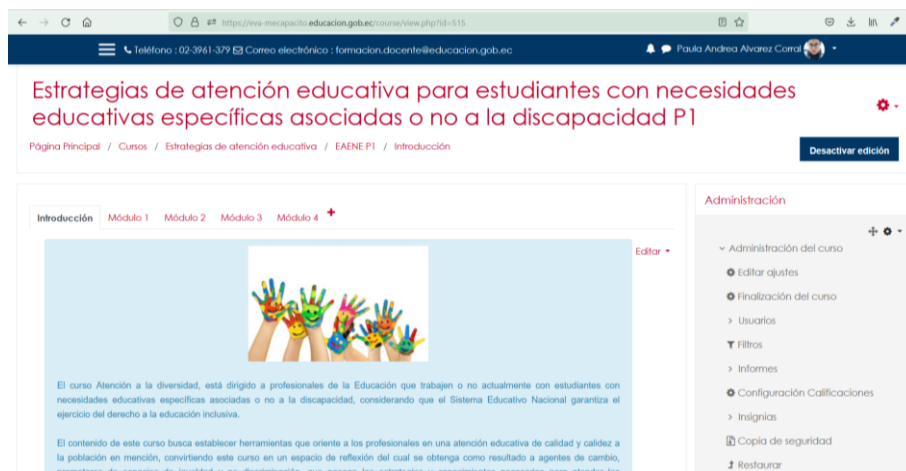 https://eva-mecapacito.educacion.gob.ec/course/view.php?id=515
Teléfono : 02-3961-379 Correo electrónico : formacion.docente@educacion.gob.ec
Paula Andrea Alvarez Corral
Estrategias de atención educativa para estudiantes con necesidades
educativas específicas asociadas o no a la discapacidad P1
Página Principal / Cursos / Estrategias de atención educativa / EAENE P1 / Introducción
Desactivar edición
Introducción Módulo 1 Módulo 2 Módulo 3 Módulo 4 +
Editar
El curso Atención a la diversidad, está dirigido a profesionales de la Educación que trabajen o no actualmente con estudiantes con
necesidades educativas específicas asociadas o no a la discapacidad, considerando que el Sistema Educativo Nacional garantiza el
ejercicio del derecho a la educación inclusiva.
El contenido de este curso busca establecer herramientas que oriente a los profesionales en una atención educativa de calidad y calidez a
la población en mención, convirtiendo este curso en un espacio de reflexión del cual se obtenga como resultado a agentes de cambio,
Administración
Administración del curso
Editar ajustes
Finalización del curso
Usuarios
Filtros
Informes
Configuración Calificaciones
Insignias
Copia de seguridad
Restaurar